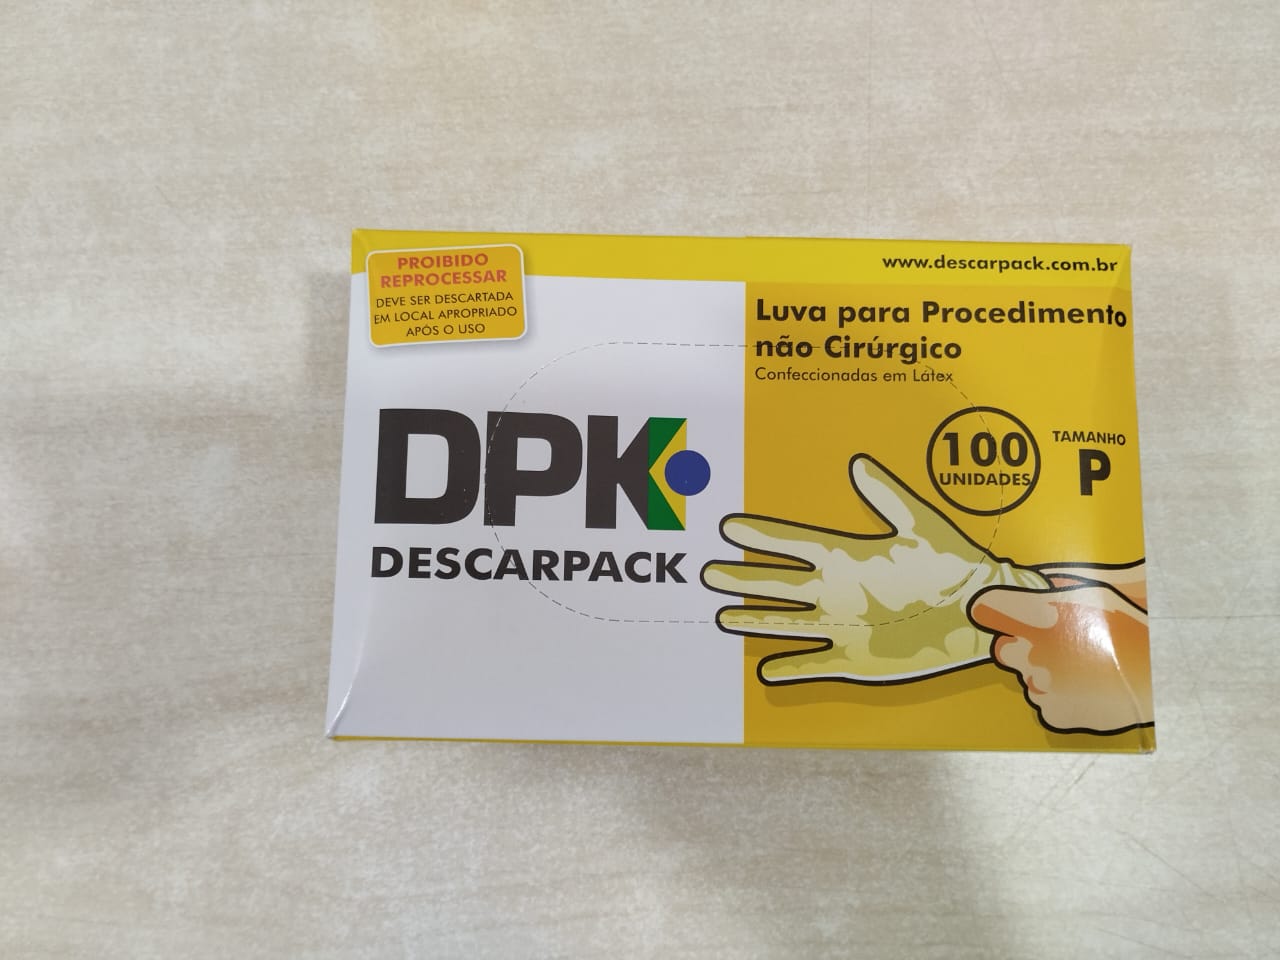 PROIBIDO
REPROCESSAR
DEVE SER DESCARTADA
EM LOCAL APROPRIADO
APÓS O USO
www.descarpack.com.br
Luva para Procedimento
não Cirúrgico
Confeccionadas em Látex
100
UNIDADES
TAMANHO
P
DPK
DESCARPACK